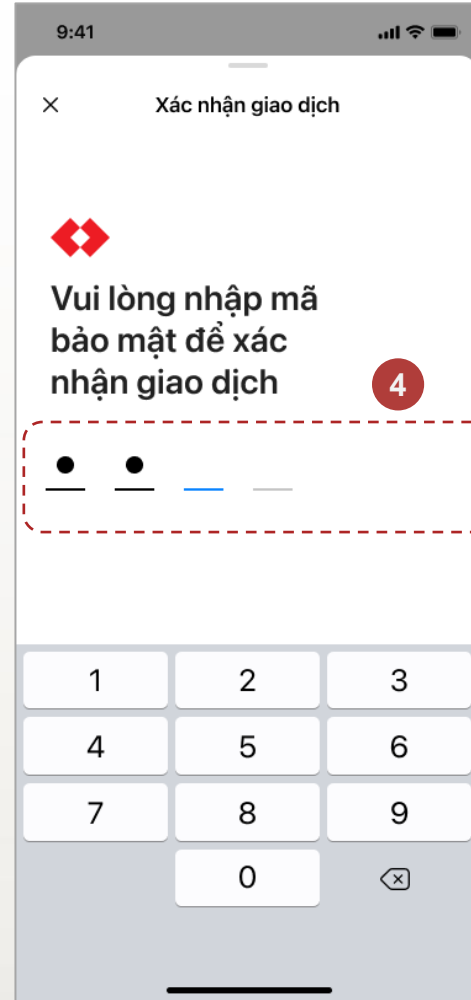 9:41
Xác nhận giao dịch
Vui lòng nhập mã
bảo mật để xác
nhận giao dịch
4
1 2 3
4 5 6
7 8 9
0